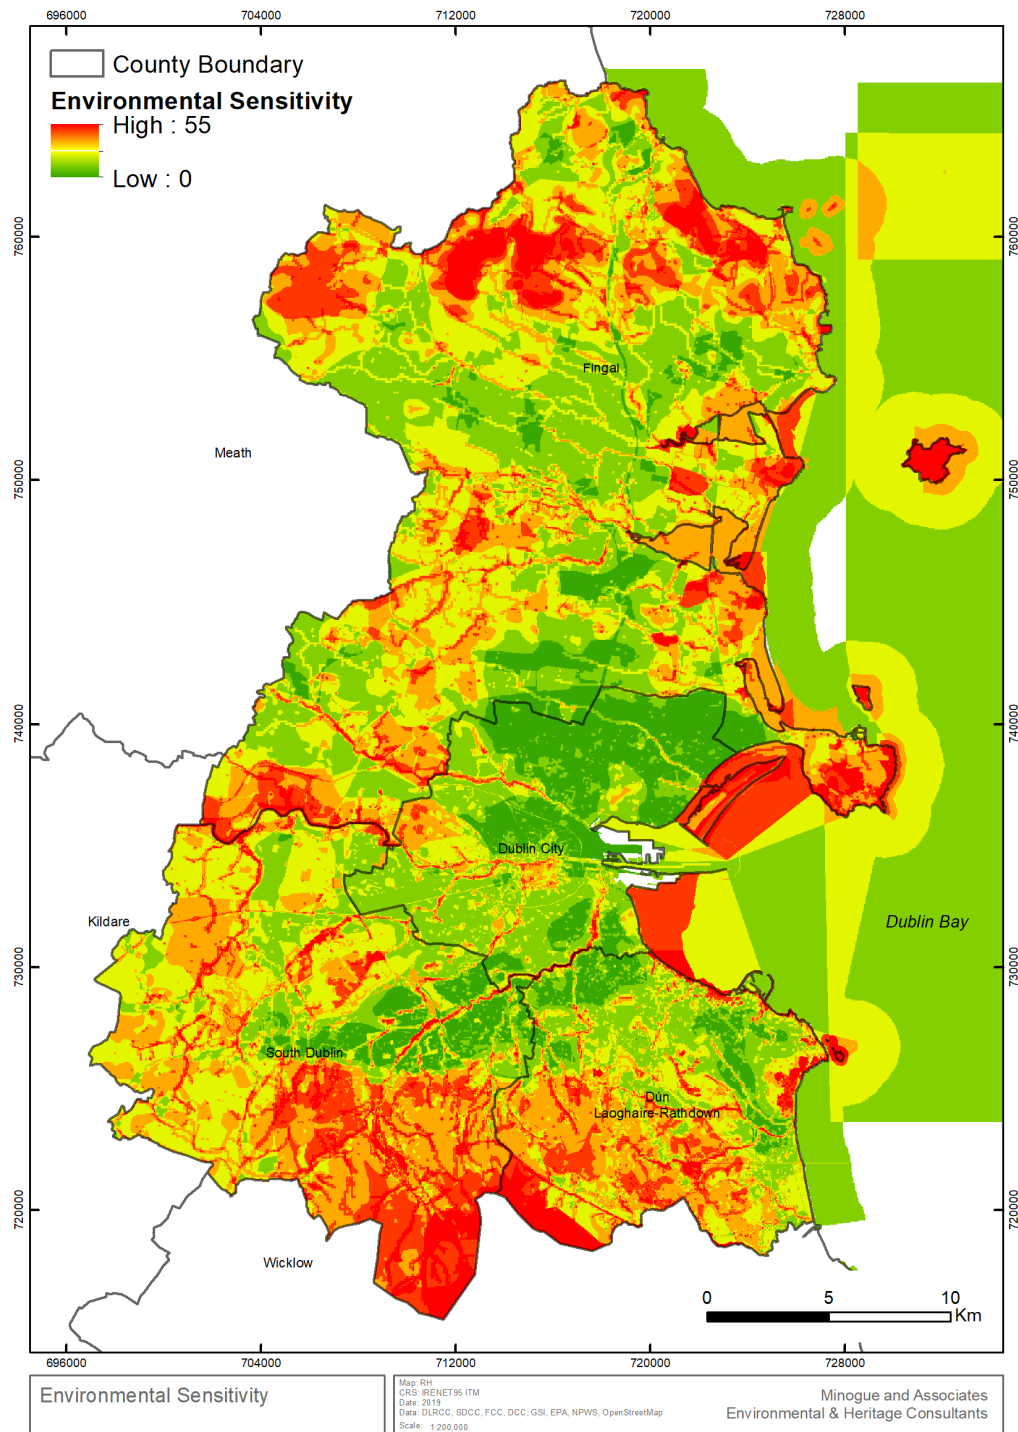 696000 704000 712000 720000 728000
County Boundary
Environmental Sensitivity
High : 55
Low : 0
760000 760000
Fingal
Meath
750000 750000
740000 740000
Dublin City
Kildare
Dublin Bay
730000 730000
South Dublin
Dún
Laoghaire-Rathdown
720000 720000
Wicklow
0 5 10
Km
696000 704000 712000 720000 728000
Environmental Sensitivity
Map: RH
CRS: IRENET95 ITM
Date: 2019
Data: DLRCC, SDCC, FCC, DCC; GSI, EPA, NPWS, OpenStreetMap
Scale: 1:200,000
Minogue and Associates
Environmental & Heritage Consultants